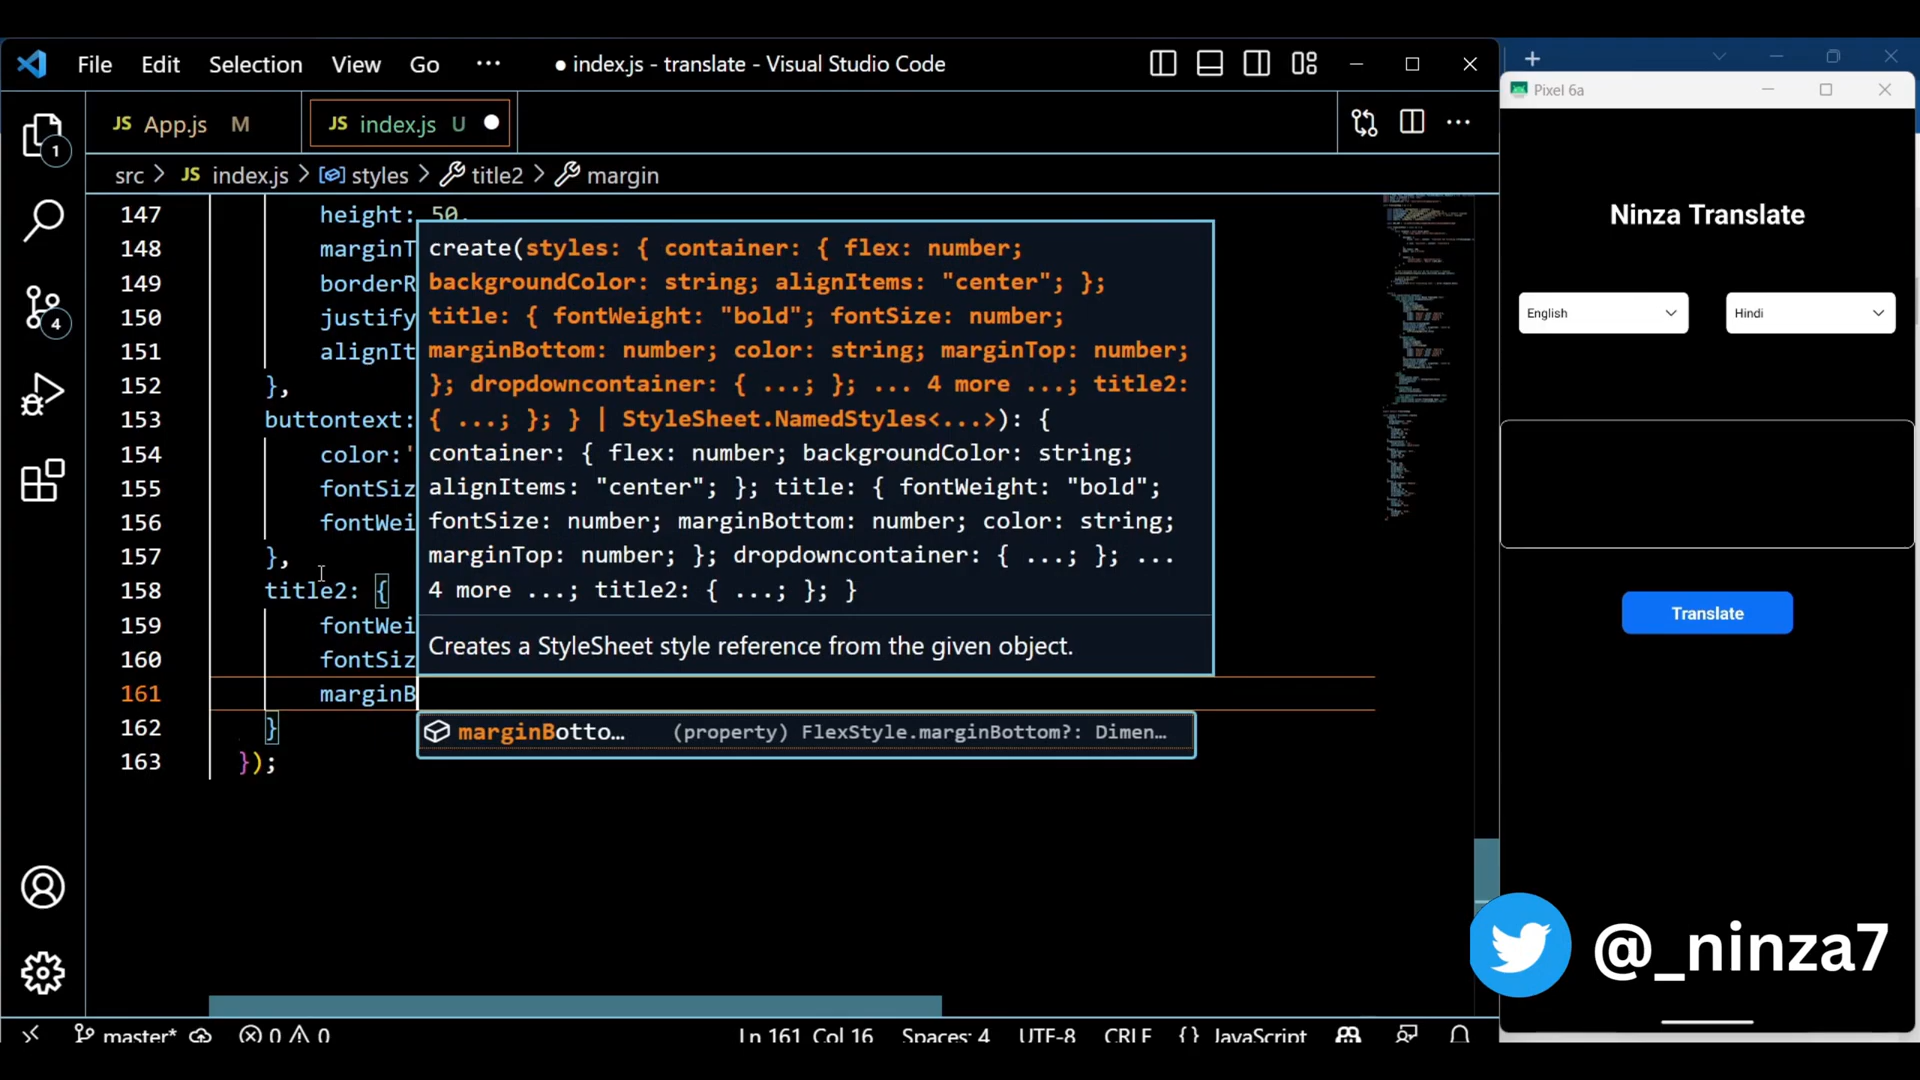 File Edit Selection View Go ··· ● index.js - translate - Visual Studio Code
JS App.js M JS index.js U ●
src > JS index.js > styles > title2 > margin
1
4
147 height: 50,
148 marginT
149 borderR
150 justify
151 alignIt
152 },
153 buttontext:
154 color:'
155 fontSiz
156 fontWei
157 },
158 title2: {
159 fontWei
160 fontSiz
161 marginB
162 }
163 });
create(styles: { container: { flex: number;
backgroundColor: string; alignItems: "center"; };
title: { fontWeight: "bold"; fontSize: number;
marginBottom: number; color: string; marginTop: number;
}; dropdowncontainer: { ...; }; ... 4 more ...; title2:
{ ...; }; } | StyleSheet.NamedStyles<...>): {
container: { flex: number; backgroundColor: string;
alignItems: "center"; }; title: { fontWeight: "bold";
fontSize: number; marginBottom: number; color: string;
marginTop: number; }; dropdowncontainer: { ...; }; ...
4 more ...; title2: { ...; }; }
Creates a StyleSheet style reference from the given object.
marginBotto... (property) FlexStyle.marginBottom?: Dimen...
master* 0 0 Ln 161 Col 16 Spaces: 4 UTF-8 CRLF {} JavaScript
Pixel 6a
Ninza Translate
English Hindi
Translate
@_ninza7